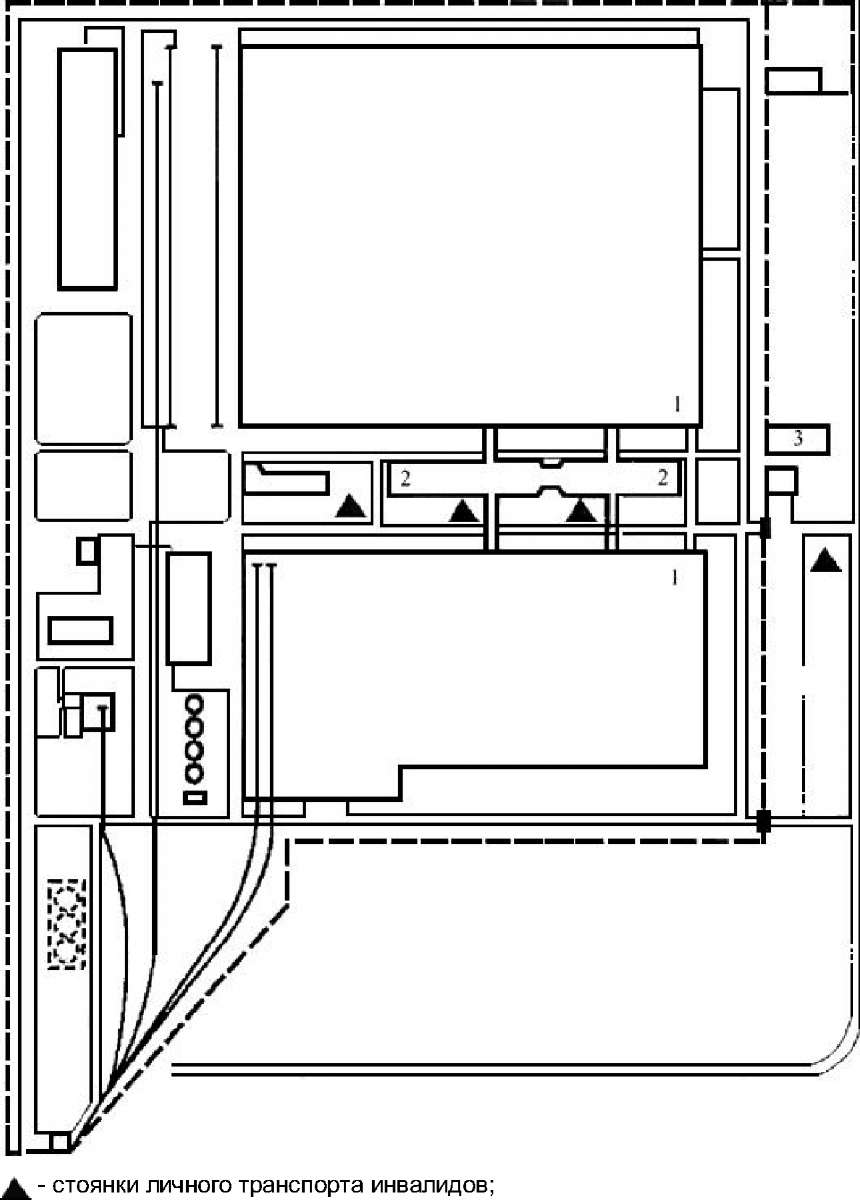 1
3
2 2
1
- стоянки личного транспорта инвалидов;